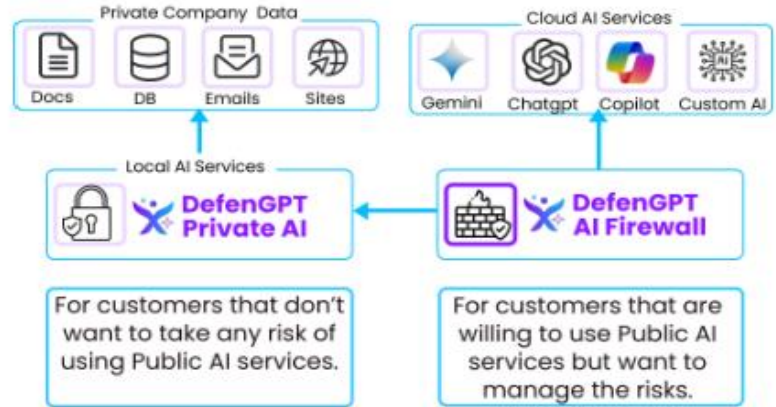 Private Company Data
Docs
DB
Emails
Sites
Cloud AI Services
Gemini
Chatgpt
Copilot
AI
Custom AI
Local AI Services
DefenGPT
Private AI
DefenGPT
AI Firewall
For customers that don't
want to take any risk of
using Public AI services.
For customers that are
willing to use Public AI
services but want to
manage the risks.